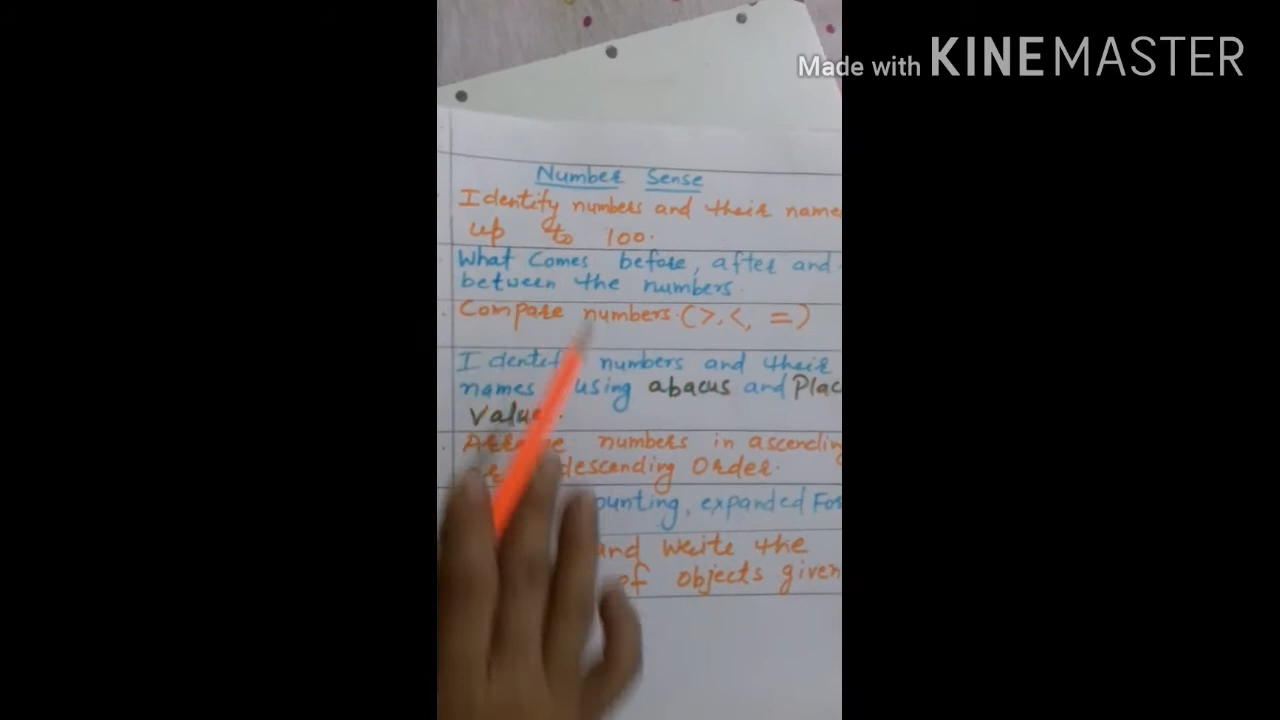 Made with KINEMASTER
Number Sense
Identify numbers and their name
up to 100.
What Comes before, after and
between the numbers.
Compare numbers. (>, <, =)
numbers and their
names using abacus and Plac
Value.
numbers in ascendin
descending Order.
ounting, expanded For
and write the
of objects given